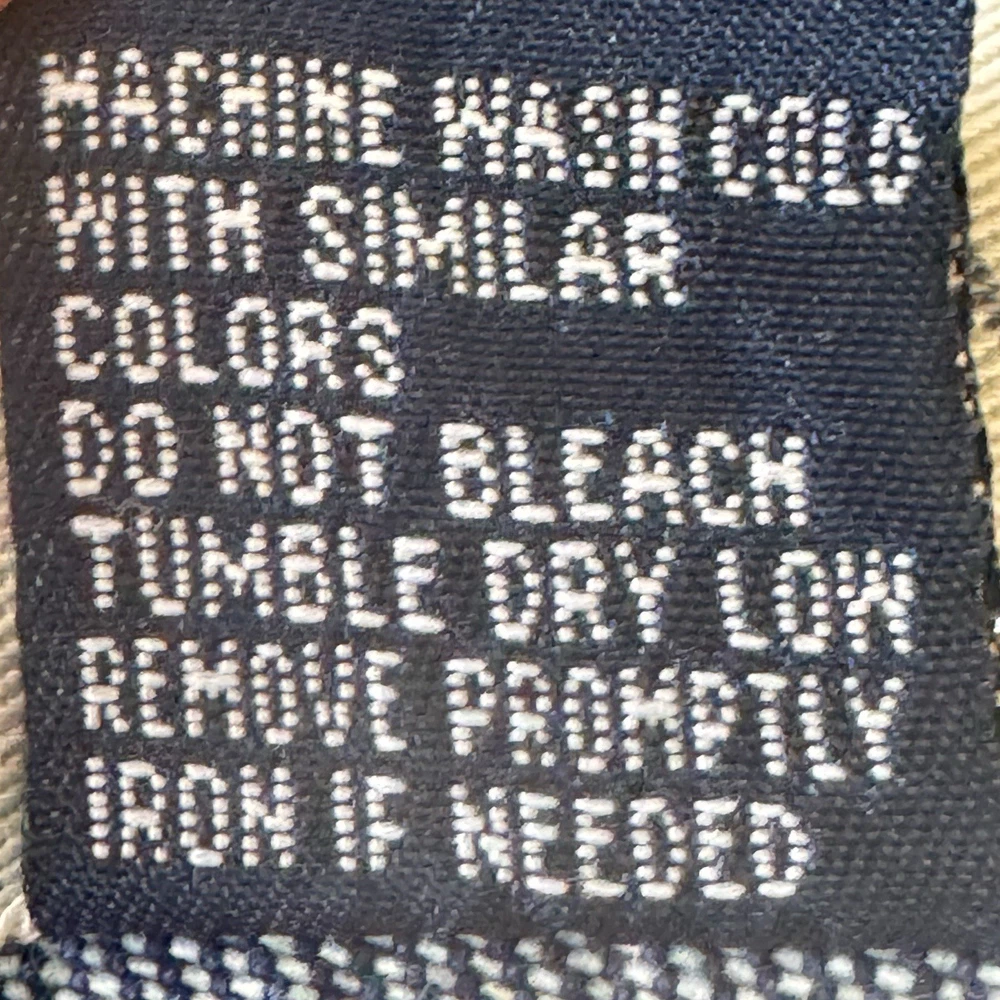 MACHINE WASH COLD
WITH SIMILAR
COLORS
DO NOT BLEACH
TUMBLE DRY LOW
REMOVE PROMPTLY
IRON IF NEEDED